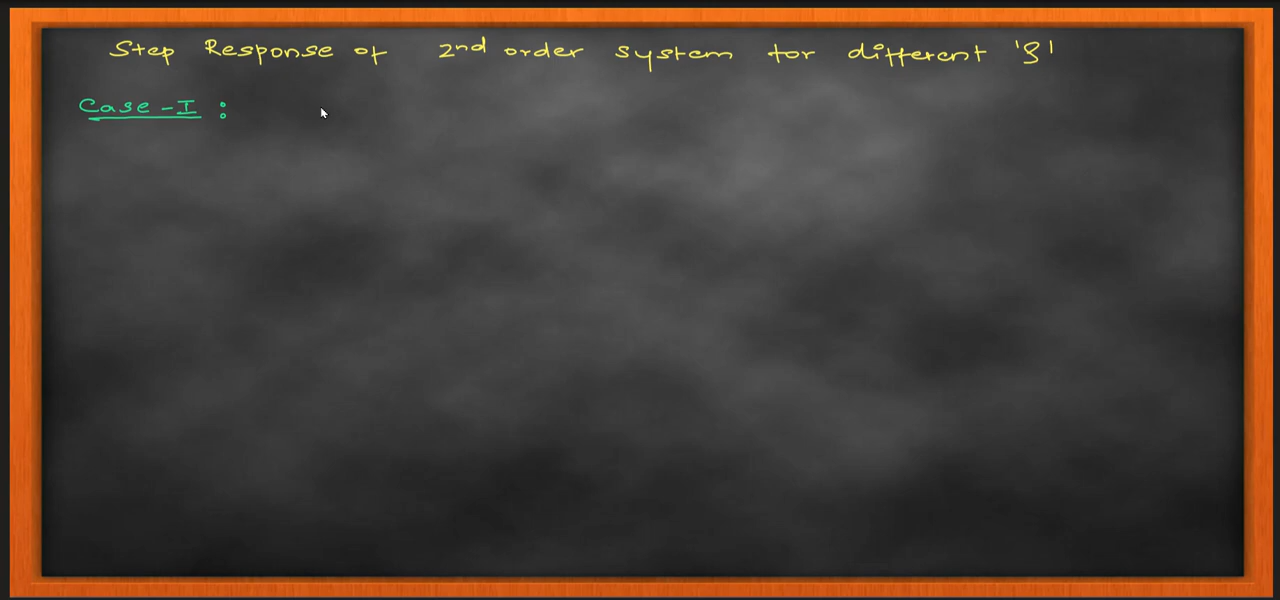 Step Response of 2nd order system for different 'ξ'
Case-I :